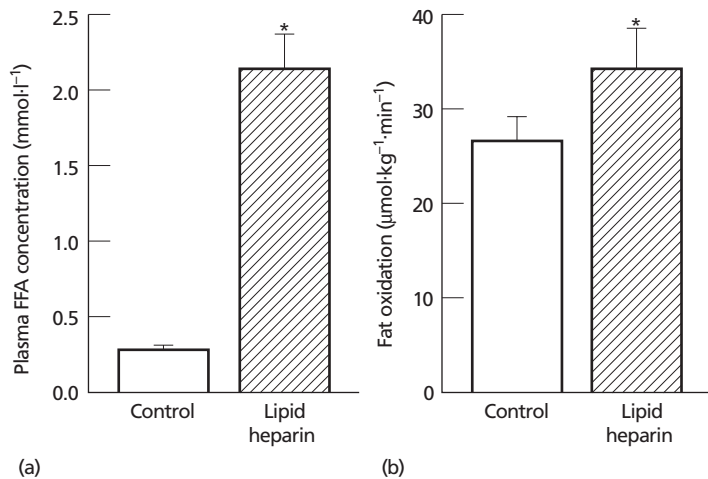 Plasma FFA concentration (mmol·l⁻¹)
2.5
2.0
1.5
1.0
0.5
0.0
*
Control
Lipid
heparin
(a)
Fat oxidation (μmol·kg⁻¹·min⁻¹)
40
30
20
10
0
*
Control
Lipid
heparin
(b)